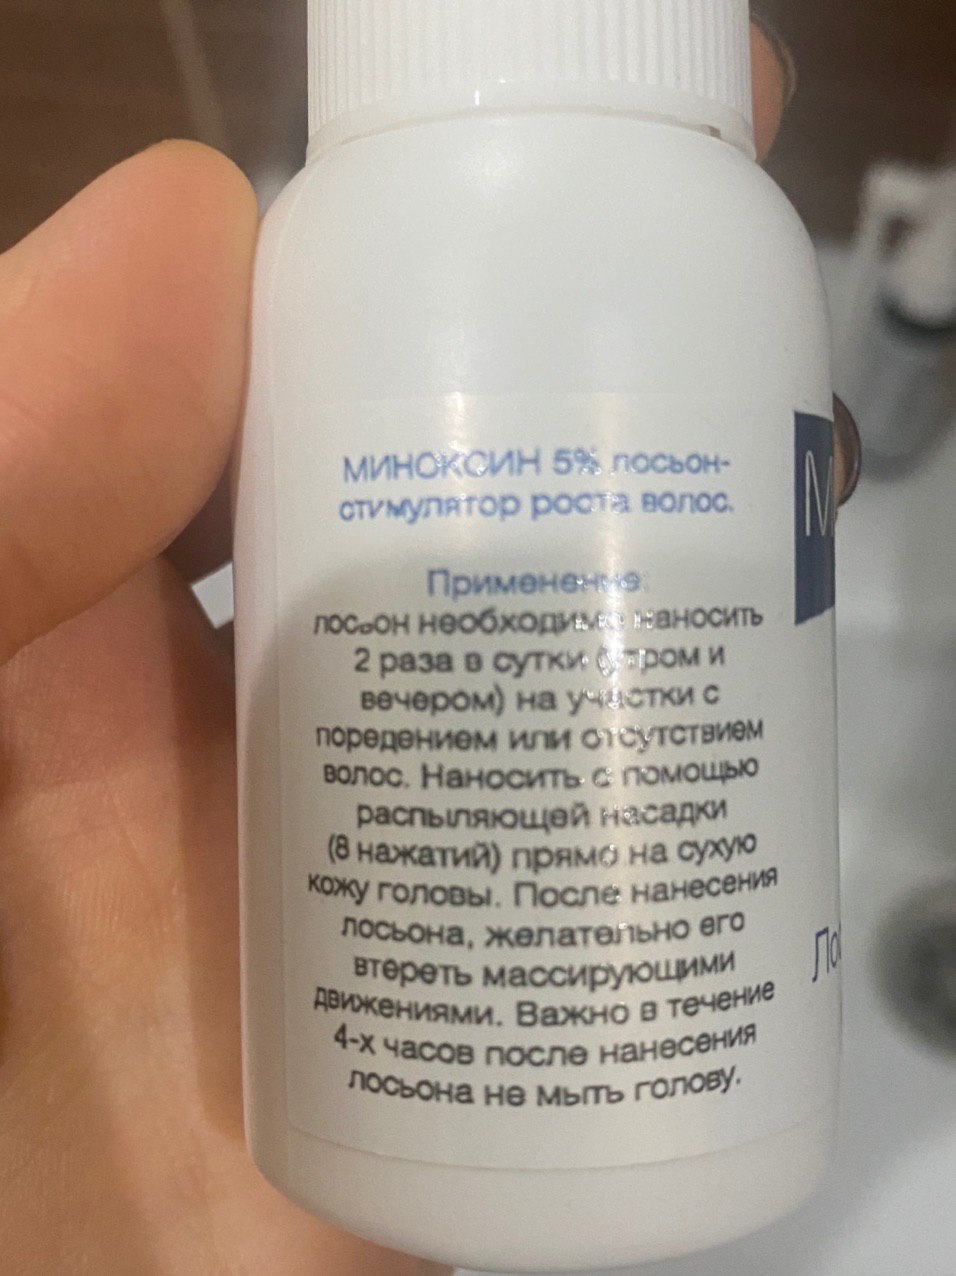 МИНОКСИН 5% лосьон-
стимулятор роста волос.
Применение:
лосьон необходимо наносить
2 раза в сутки (утром и
вечером) на участки с
поредением или отсутствием
волос. Наносить с помощью
распыляющей насадки
(8 нажатий) прямо на сухую
кожу головы. После нанесения
лосьона, желательно его
втереть массирующими
движениями. Важно в течение
4-х часов после нанесения
лосьона не мыть голову.